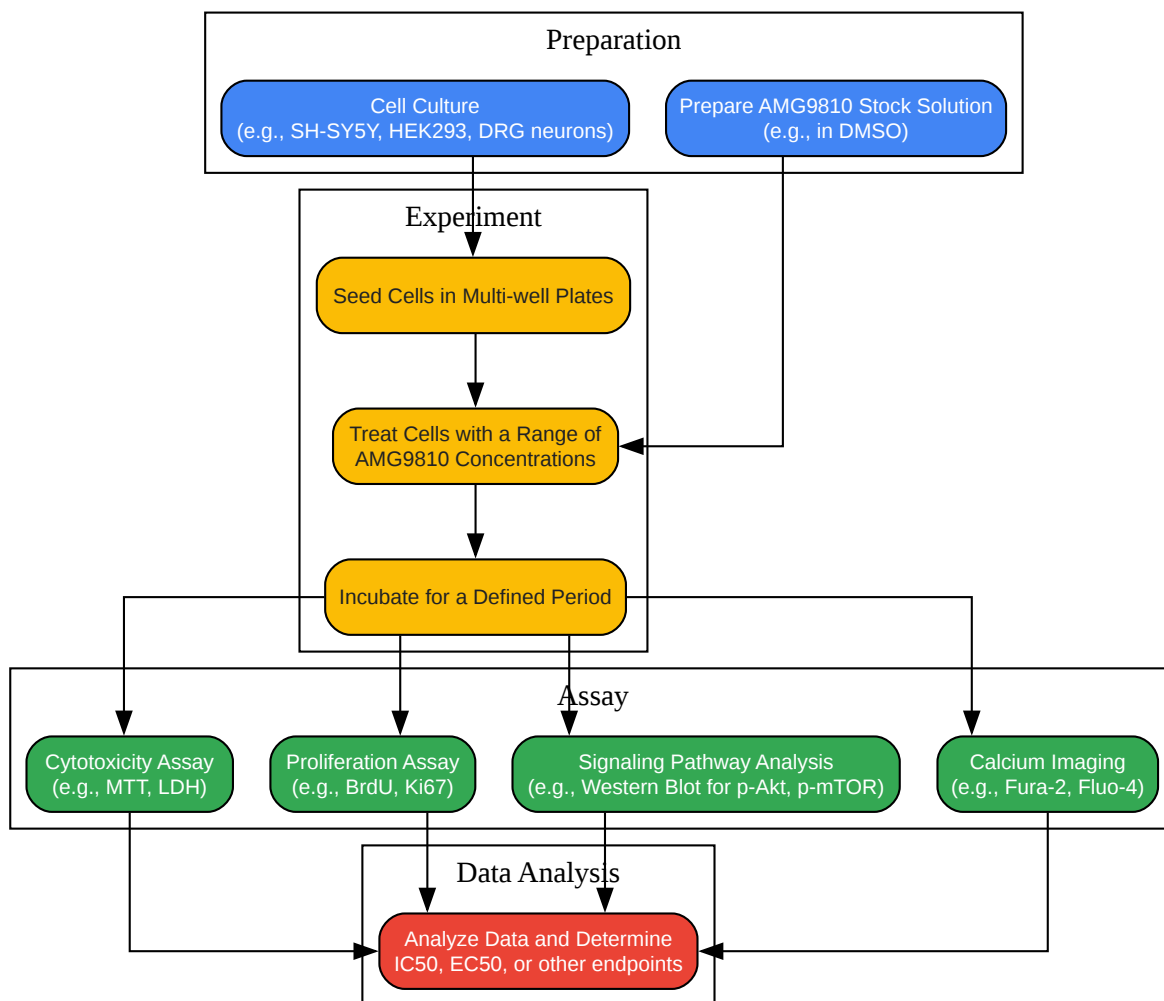 Preparation
Cell Culture
(e.g., SH-SY5Y, HEK293, DRG neurons)
Prepare AMG9810 Stock Solution
(e.g., in DMSO)
Experiment
Seed Cells in Multi-well Plates
Treat Cells with a Range of
AMG9810 Concentrations
Incubate for a Defined Period
Assay
Cytotoxicity Assay
(e.g., MTT, LDH)
Proliferation Assay
(e.g., BrdU, Ki67)
Signaling Pathway Analysis
(e.g., Western Blot for p-Akt, p-mTOR)
Calcium Imaging
(e.g., Fura-2, Fluo-4)
Data Analysis
Analyze Data and Determine
IC50, EC50, or other endpoints